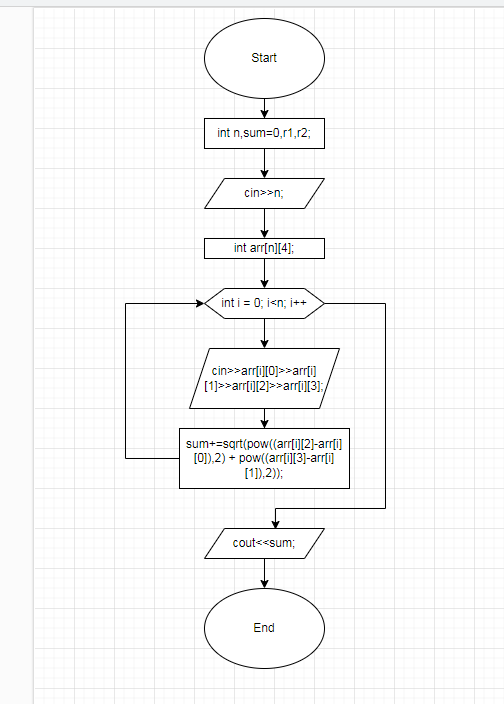 Start
int n,sum=0,r1,r2;
cin>>n;
int arr[n][4];
int i = 0; i<n; i++
cin>>arr[i][0]>>arr[i]
[1]>>arr[i][2]>>arr[i][3];
sum+=sqrt(pow((arr[i][2]-arr[i]
[0]),2) + pow((arr[i][3]-arr[i]
[1]),2));
cout<<sum;
End